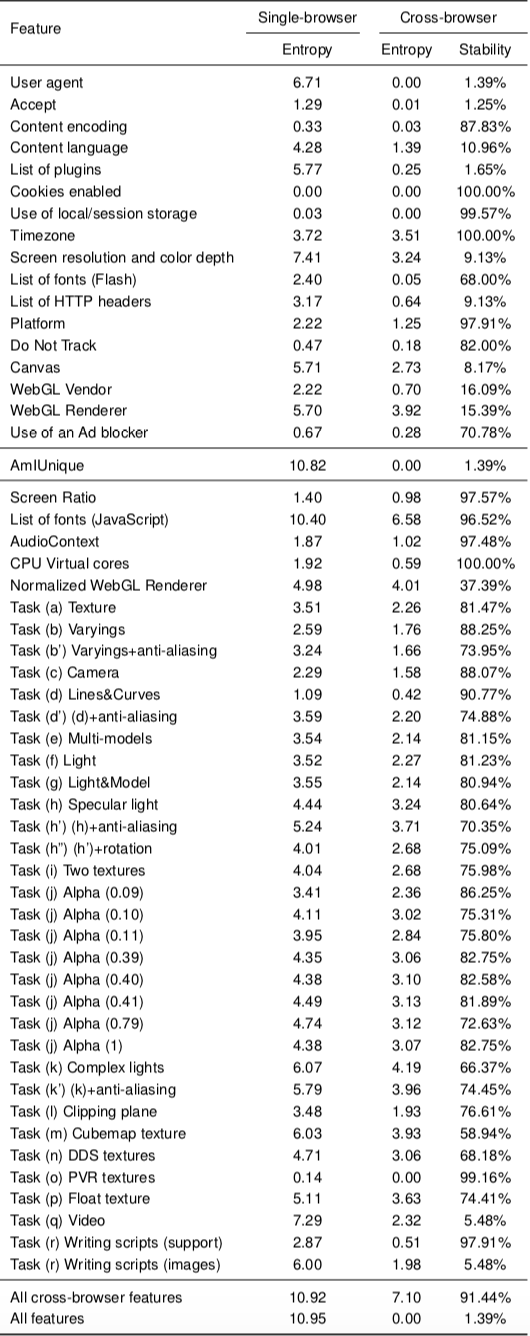 Feature Single-browser Cross-browser
Entropy Entropy Stability
User agent 6.71 0.00 1.39%
Accept 1.29 0.01 1.25%
Content encoding 0.33 0.03 87.83%
Content language 4.28 1.39 10.96%
List of plugins 5.77 0.25 1.65%
Cookies enabled 0.00 0.00 100.00%
Use of local/session storage 0.03 0.00 99.57%
Timezone 3.72 3.51 100.00%
Screen resolution and color depth 7.41 3.24 9.13%
List of fonts (Flash) 2.40 0.05 68.00%
List of HTTP headers 3.17 0.64 9.13%
Platform 2.22 1.25 97.91%
Do Not Track 0.47 0.18 82.00%
Canvas 5.71 2.73 8.17%
WebGL Vendor 2.22 0.70 16.09%
WebGL Renderer 5.70 3.92 15.39%
Use of an Ad blocker 0.67 0.28 70.78%
AmIUnique 10.82 0.00 1.39%
Screen Ratio 1.40 0.98 97.57%
List of fonts (JavaScript) 10.40 6.58 96.52%
AudioContext 1.87 1.02 97.48%
CPU Virtual cores 1.92 0.59 100.00%
Normalized WebGL Renderer 4.98 4.01 37.39%
Task (a) Texture 3.51 2.26 81.47%
Task (b) Varyings 2.59 1.76 88.25%
Task (b') Varyings+anti-aliasing 3.24 1.66 73.95%
Task (c) Camera 2.29 1.58 88.07%
Task (d) Lines&Curves 1.09 0.42 90.77%
Task (d') (d)+anti-aliasing 3.59 2.20 74.88%
Task (e) Multi-models 3.54 2.14 81.15%
Task (f) Light 3.52 2.27 81.23%
Task (g) Light&Model 3.55 2.14 80.94%
Task (h) Specular light 4.44 3.24 80.64%
Task (h') (h)+anti-aliasing 5.24 3.71 70.35%
Task (h") (h')+rotation 4.01 2.68 75.09%
Task (i) Two textures 4.04 2.68 75.98%
Task (j) Alpha (0.09) 3.41 2.36 86.25%
Task (j) Alpha (0.10) 4.11 3.02 75.31%
Task (j) Alpha (0.11) 3.95 2.84 75.80%
Task (j) Alpha (0.39) 4.35 3.06 82.75%
Task (j) Alpha (0.40) 4.38 3.10 82.58%
Task (j) Alpha (0.41) 4.49 3.13 81.89%
Task (j) Alpha (0.79) 4.74 3.12 72.63%
Task (j) Alpha (1) 4.38 3.07 82.75%
Task (k) Complex lights 6.07 4.19 66.37%
Task (k') (k)+anti-aliasing 5.79 3.96 74.45%
Task (l) Clipping plane 3.48 1.93 76.61%
Task (m) Cubemap texture 6.03 3.93 58.94%
Task (n) DDS textures 4.71 3.06 68.18%
Task (o) PVR textures 0.14 0.00 99.16%
Task (p) Float texture 5.11 3.63 74.41%
Task (q) Video 7.29 2.32 5.48%
Task (r) Writing scripts (support) 2.87 0.51 97.91%
Task (r) Writing scripts (images) 6.00 1.98 5.48%
All cross-browser features 10.92 7.10 91.44%
All features 10.95 0.00 1.39%